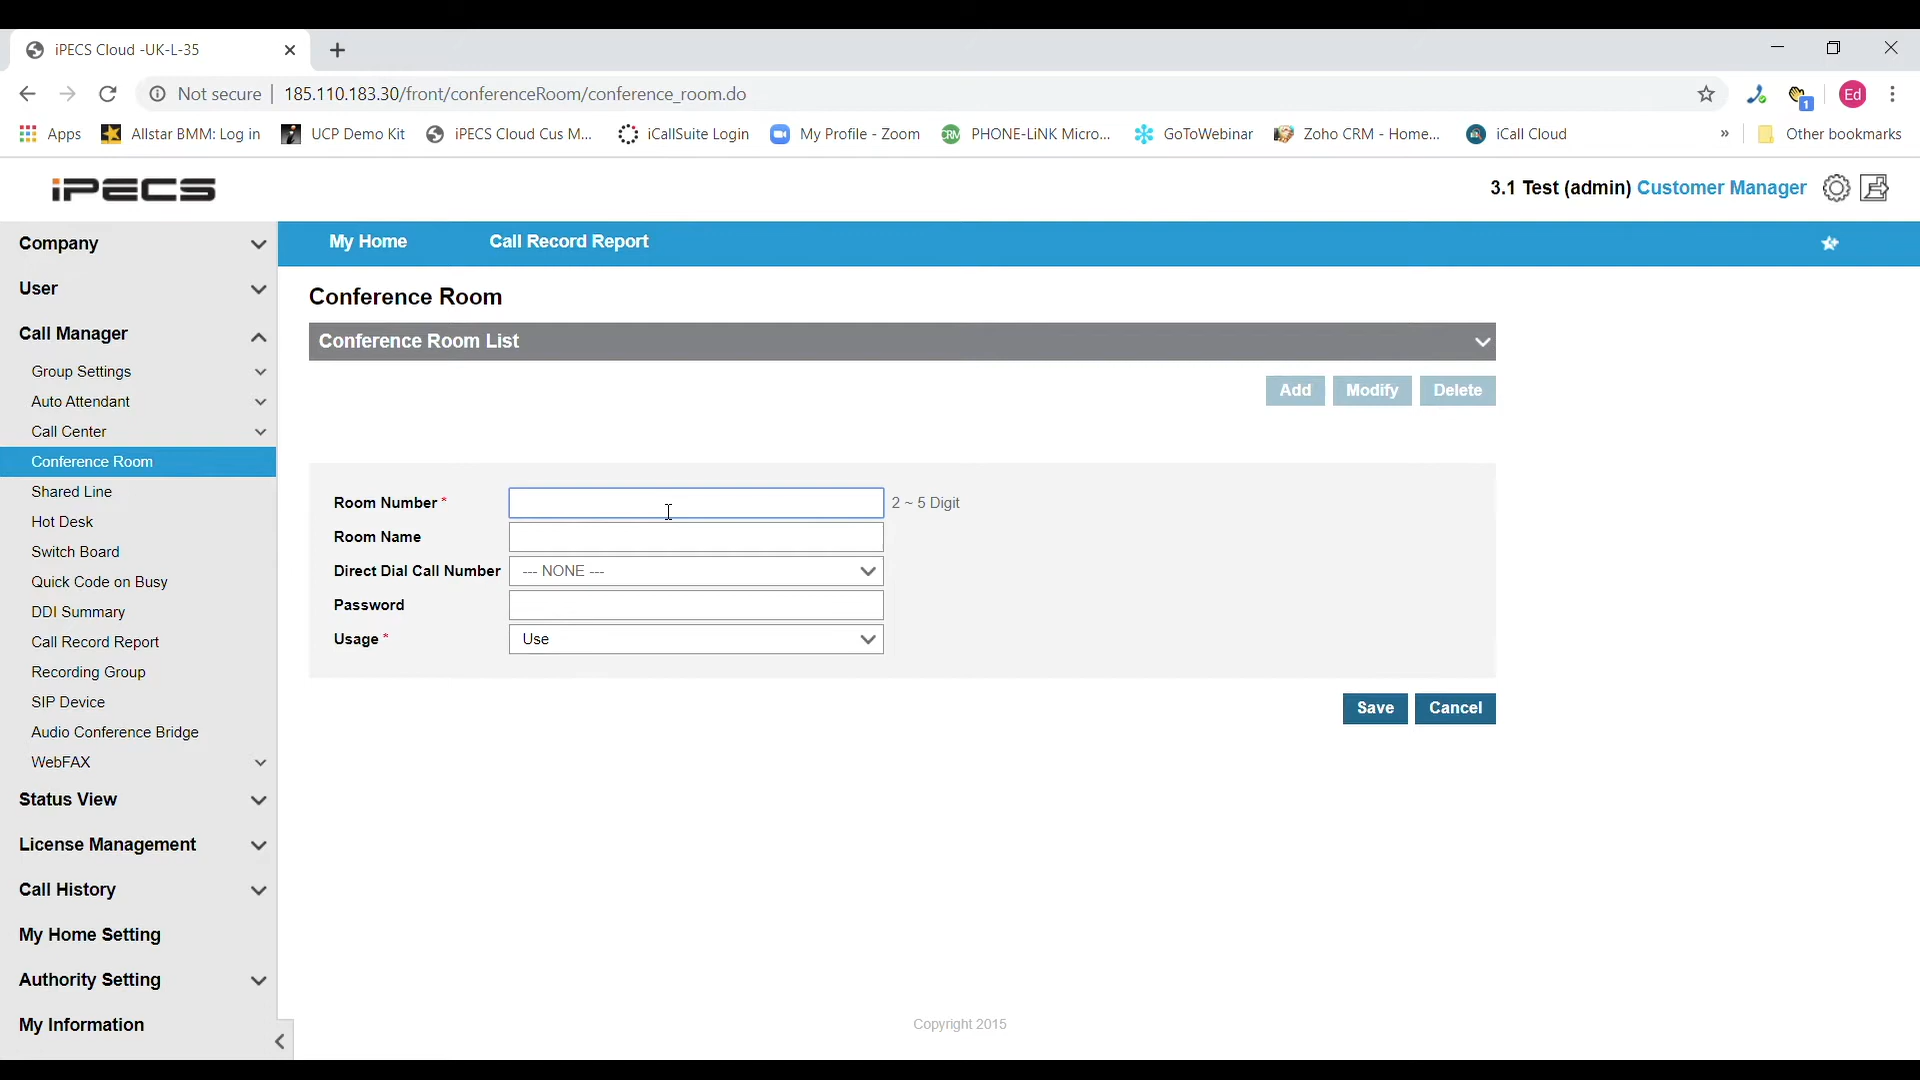 iPECS Cloud -UK-L-35
Not secure | 185.110.183.30/front/conferenceRoom/conference_room.do
Ed
Apps
Allstar BMM: Log in
UCP Demo Kit
iPECS Cloud Cus M...
iCallSuite Login
My Profile - Zoom
CRM
PHONE-LiNK Micro...
GoToWebinar
Zoho CRM - Home...
iCall Cloud
»
Other bookmarks
1
iPECS
3.1 Test (admin) Customer Manager
My Home
Call Record Report
Company
User
Call Manager
Group Settings
Auto Attendant
Call Center
Conference Room
Shared Line
Hot Desk
Switch Board
Quick Code on Busy
DDI Summary
Call Record Report
Recording Group
SIP Device
Audio Conference Bridge
WebFAX
Status View
License Management
Call History
My Home Setting
Authority Setting
My Information
Conference Room
Conference Room List
Add
Modify
Delete
Room Number * 2 ~ 5 Digit
Room Name
Direct Dial Call Number --- NONE ---
Password
Usage * Use
Save
Cancel
Copyright 2015